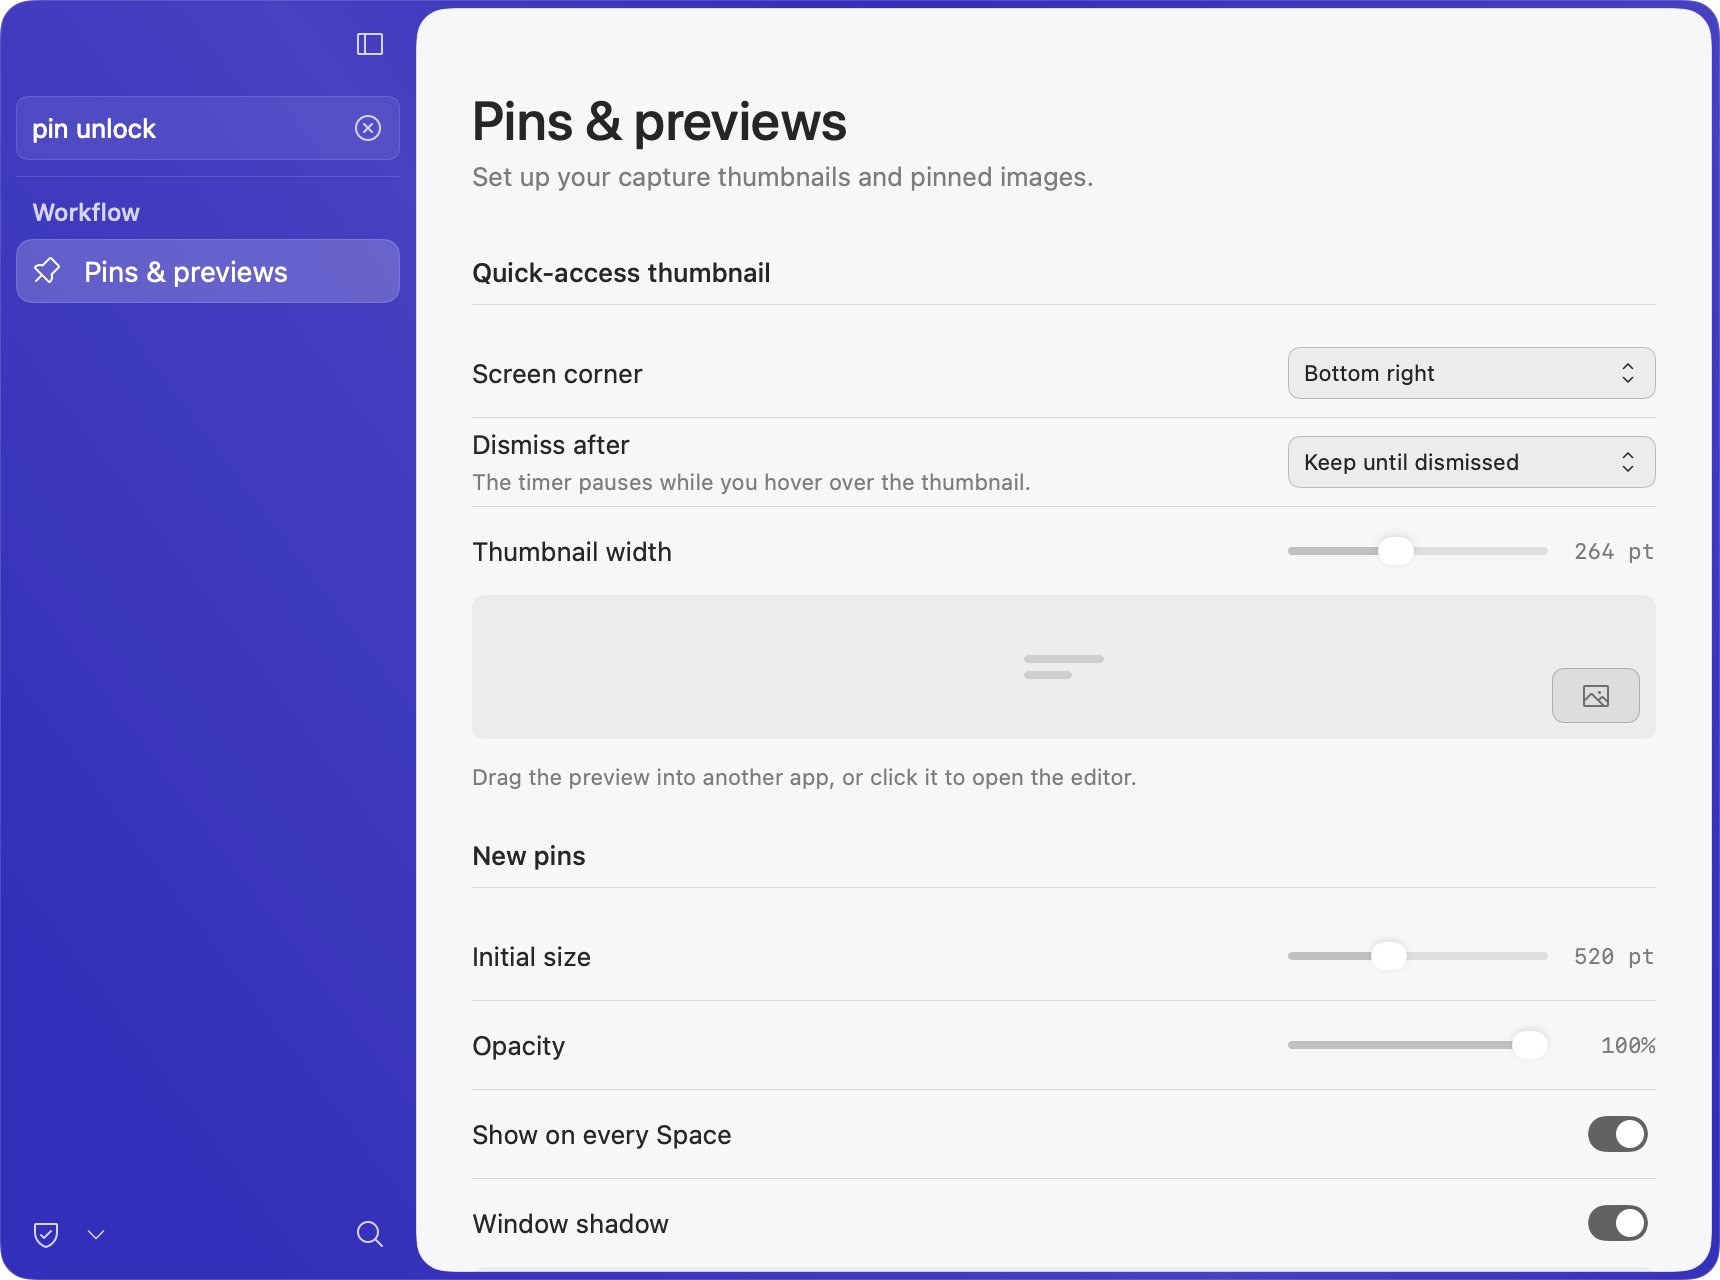 pin unlock
Workflow
Pins & previews
Pins & previews
Set up your capture thumbnails and pinned images.
Quick-access thumbnail
Screen corner
Bottom right
Dismiss after
Keep until dismissed
The timer pauses while you hover over the thumbnail.
Thumbnail width
264 pt
Drag the preview into another app, or click it to open the editor.
New pins
Initial size
520 pt
Opacity
100%
Show on every Space
Window shadow